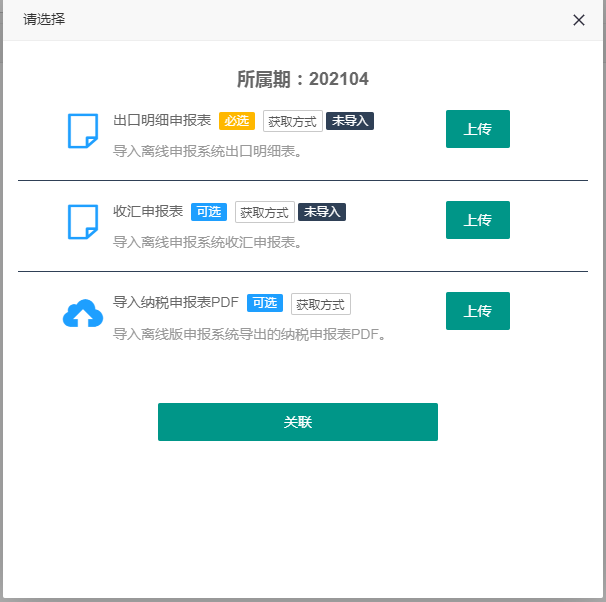 请选择
所属期：202104
出口明细申报表 必选 获取方式 未导入
上传
导入离线申报系统出口明细表。
收汇申报表 可选 获取方式 未导入
上传
导入离线申报系统收汇申报表。
导入纳税申报表PDF 可选 获取方式
上传
导入离线版申报系统导出的纳税申报表PDF。
关联